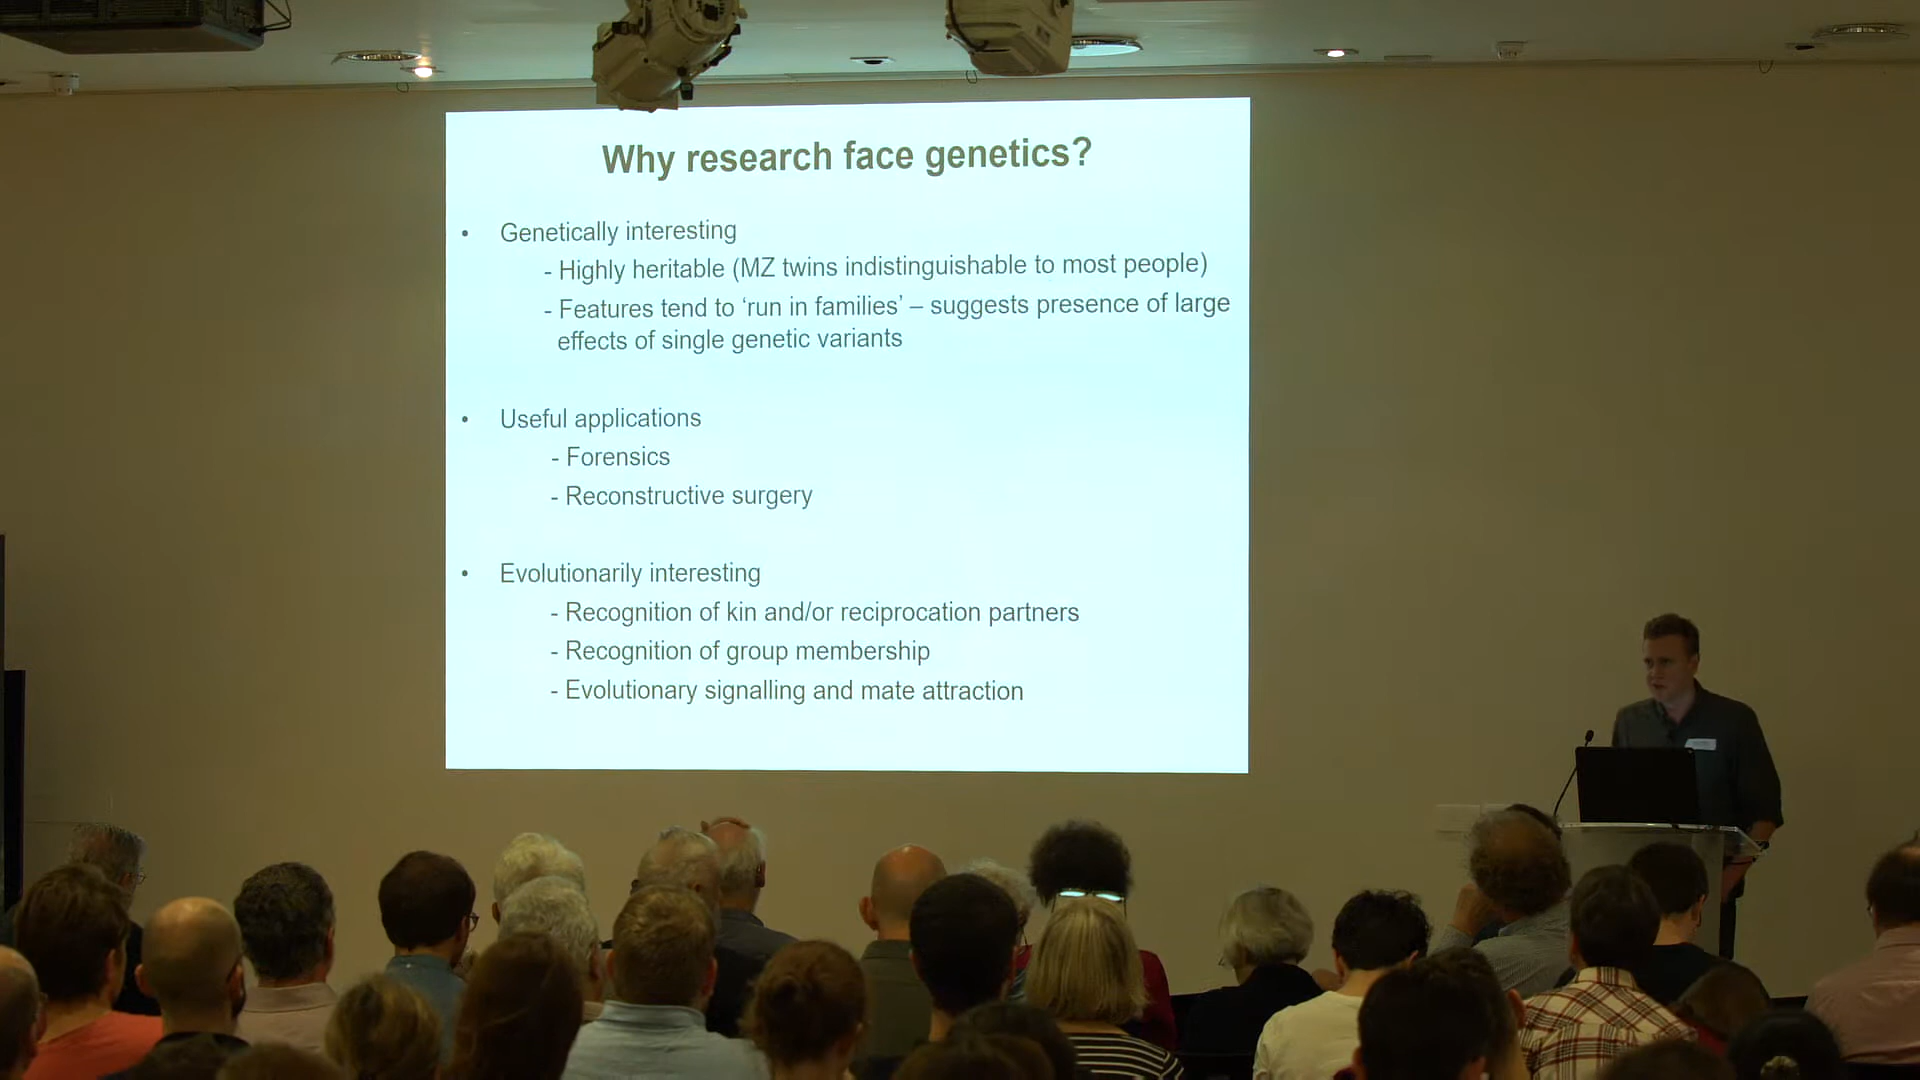 Why research face genetics?
• Genetically interesting
- Highly heritable (MZ twins indistinguishable to most people)
- Features tend to ‘run in families’ – suggests presence of large
effects of single genetic variants
• Useful applications
- Forensics
- Reconstructive surgery
• Evolutionarily interesting
- Recognition of kin and/or reciprocation partners
- Recognition of group membership
- Evolutionary signalling and mate attraction